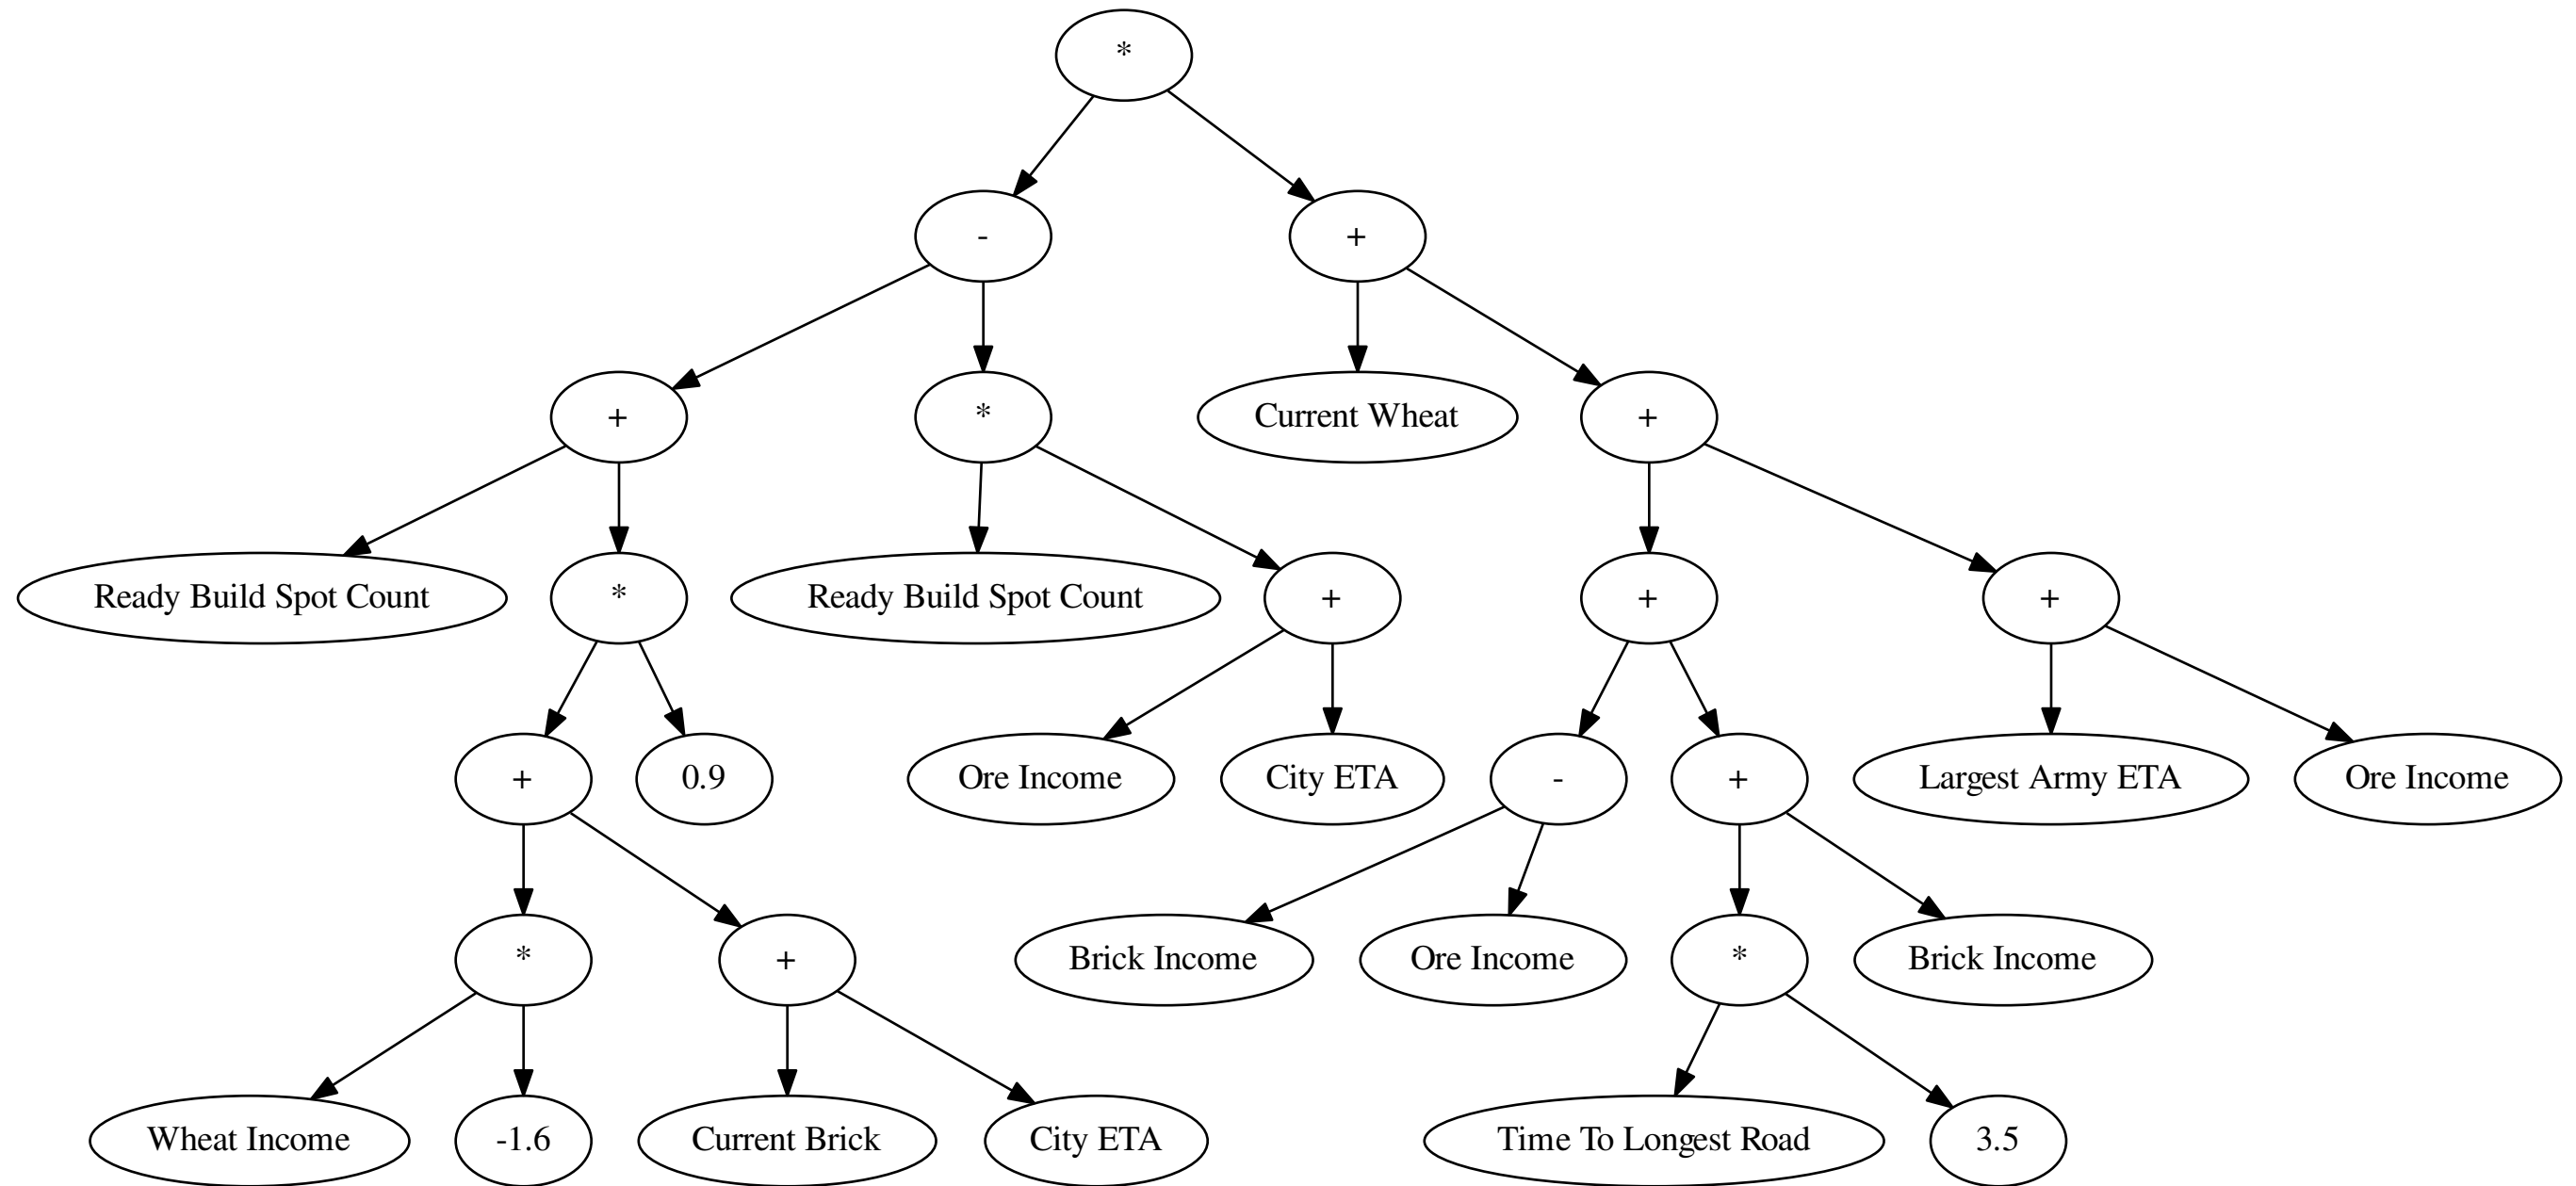 *
-
+
+
*
Current Wheat
+
Ready Build Spot Count
*
Ready Build Spot Count
+
+
+
+
0.9
Ore Income
City ETA
-
+
Largest Army ETA
Ore Income
*
+
Brick Income
Ore Income
*
Brick Income
Wheat Income
-1.6
Current Brick
City ETA
Time To Longest Road
3.5